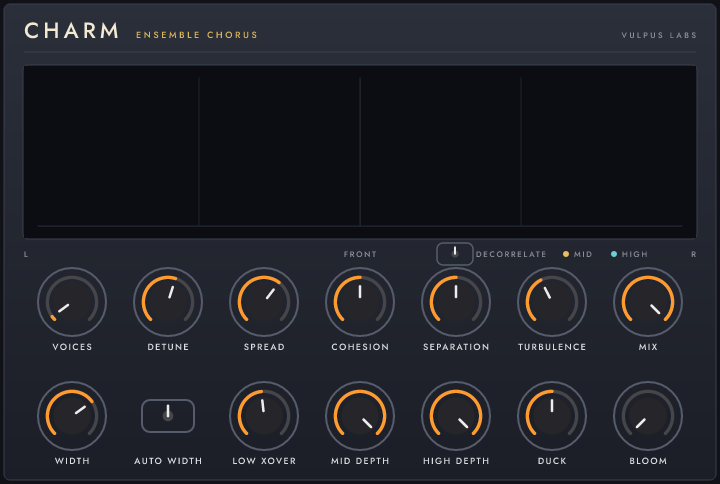 CHARM ENSEMBLE CHORUS VULPUS LABS
L FRONT DECORRELATE MID HIGH R
VOICES DETUNE SPREAD COHESION SEPARATION TURBULENCE MIX
WIDTH AUTO WIDTH LOW XOVER MID DEPTH HIGH DEPTH DUCK BLOOM